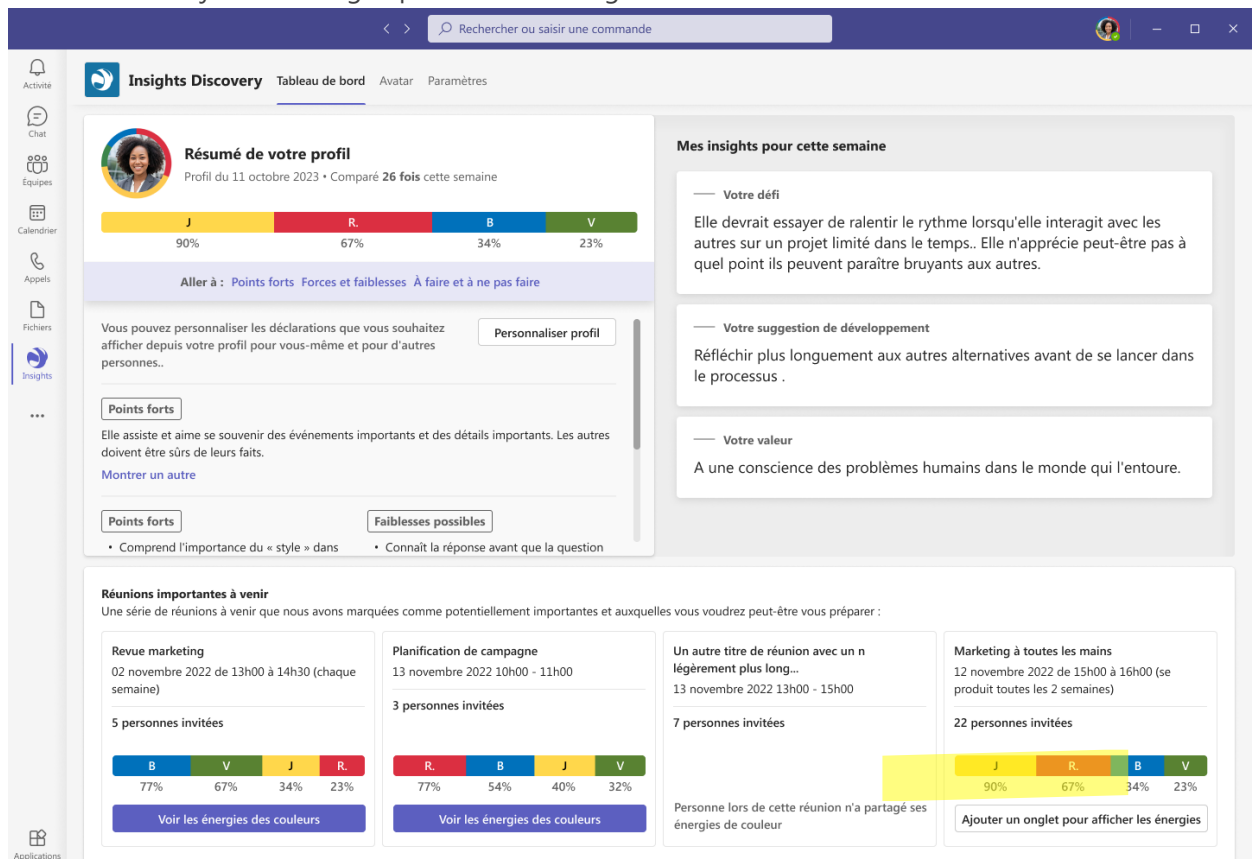 Rechercher ou saisir une commande
Activité
Chat
Équipes
Calendrier
Appels
Fichiers
Insights
Applications
Insights Discovery Tableau de bord Avatar Paramètres
Résumé de votre profil
Profil du 11 octobre 2023 • Comparé 26 fois cette semaine
J R. B V
90% 67% 34% 23%
Aller à : Points forts Forces et faiblesses À faire et à ne pas faire
Vous pouvez personnaliser les déclarations que vous souhaitez
afficher depuis votre profil pour vous-même et pour d'autres
personnes..
Personnaliser profil
Points forts
Elle assiste et aime se souvenir des événements importants et des détails importants. Les autres
doivent être sûrs de leurs faits.
Montrer un autre
Points forts
• Comprend l'importance du « style » dans
Faiblesses possibles
• Connaît la réponse avant que la question
Mes insights pour cette semaine
Votre défi
Elle devrait essayer de ralentir le rythme lorsqu'elle interagit avec les
autres sur un projet limité dans le temps.. Elle n'apprécie peut-être pas à
quel point ils peuvent paraître bruyants aux autres.
Votre suggestion de développement
Réfléchir plus longuement aux autres alternatives avant de se lancer dans
le processus .
Votre valeur
A une conscience des problèmes humains dans le monde qui l'entoure.
Réunions importantes à venir
Une série de réunions à venir que nous avons marquées comme potentiellement importantes et auxquelles vous voudrez peut-être vous préparer :
Revue marketing
02 novembre 2022 de 13h00 à 14h30 (chaque
semaine)
5 personnes invitées
B V J R.
77% 67% 34% 23%
Voir les énergies des couleurs
Planification de campagne
13 novembre 2022 10h00 - 11h00
3 personnes invitées
R. B J V
77% 54% 40% 32%
Voir les énergies des couleurs
Un autre titre de réunion avec un n
légèrement plus long...
13 novembre 2022 13h00 - 15h00
7 personnes invitées
Personne lors de cette réunion n'a partagé ses
énergies de couleur
Marketing à toutes les mains
12 novembre 2022 de 15h00 à 16h00 (se
produit toutes les 2 semaines)
22 personnes invitées
J R. B V
90% 67% 34% 23%
Ajouter un onglet pour afficher les énergies